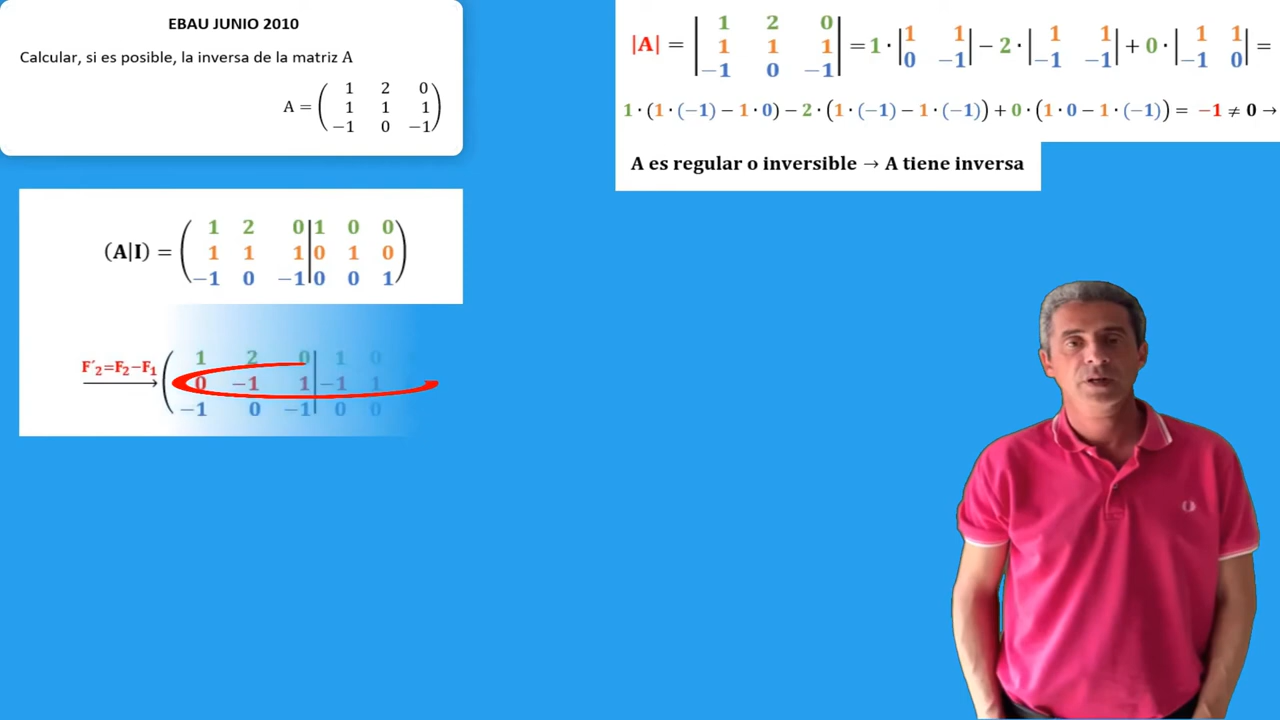 EBAU JUNIO 2010
Calcular, si es posible, la inversa de la matriz A
A = ( 1 2 0
1 1 1
−1 0 −1 )
(A|I) = ( 1 2 0 | 1 0 0
1 1 1 | 0 1 0
−1 0 −1 | 0 0 1 )
F´2=F2−F1
( 1 2 0 | 1 0
0 −1 1 | −1 1
−1 0 −1 | 0 0
|A| = | 1 2 0
1 1 1
−1 0 −1 | = 1 · | 1 1
0 −1 | − 2 · | 1 1
−1 −1 | + 0 · | 1 1
−1 0 | =
1 · (1 · (−1) − 1 · 0) − 2 · (1 · (−1) − 1 · (−1)) + 0 · (1 · 0 − 1 · (−1)) = −1 ≠ 0 →
A es regular o inversible → A tiene inversa